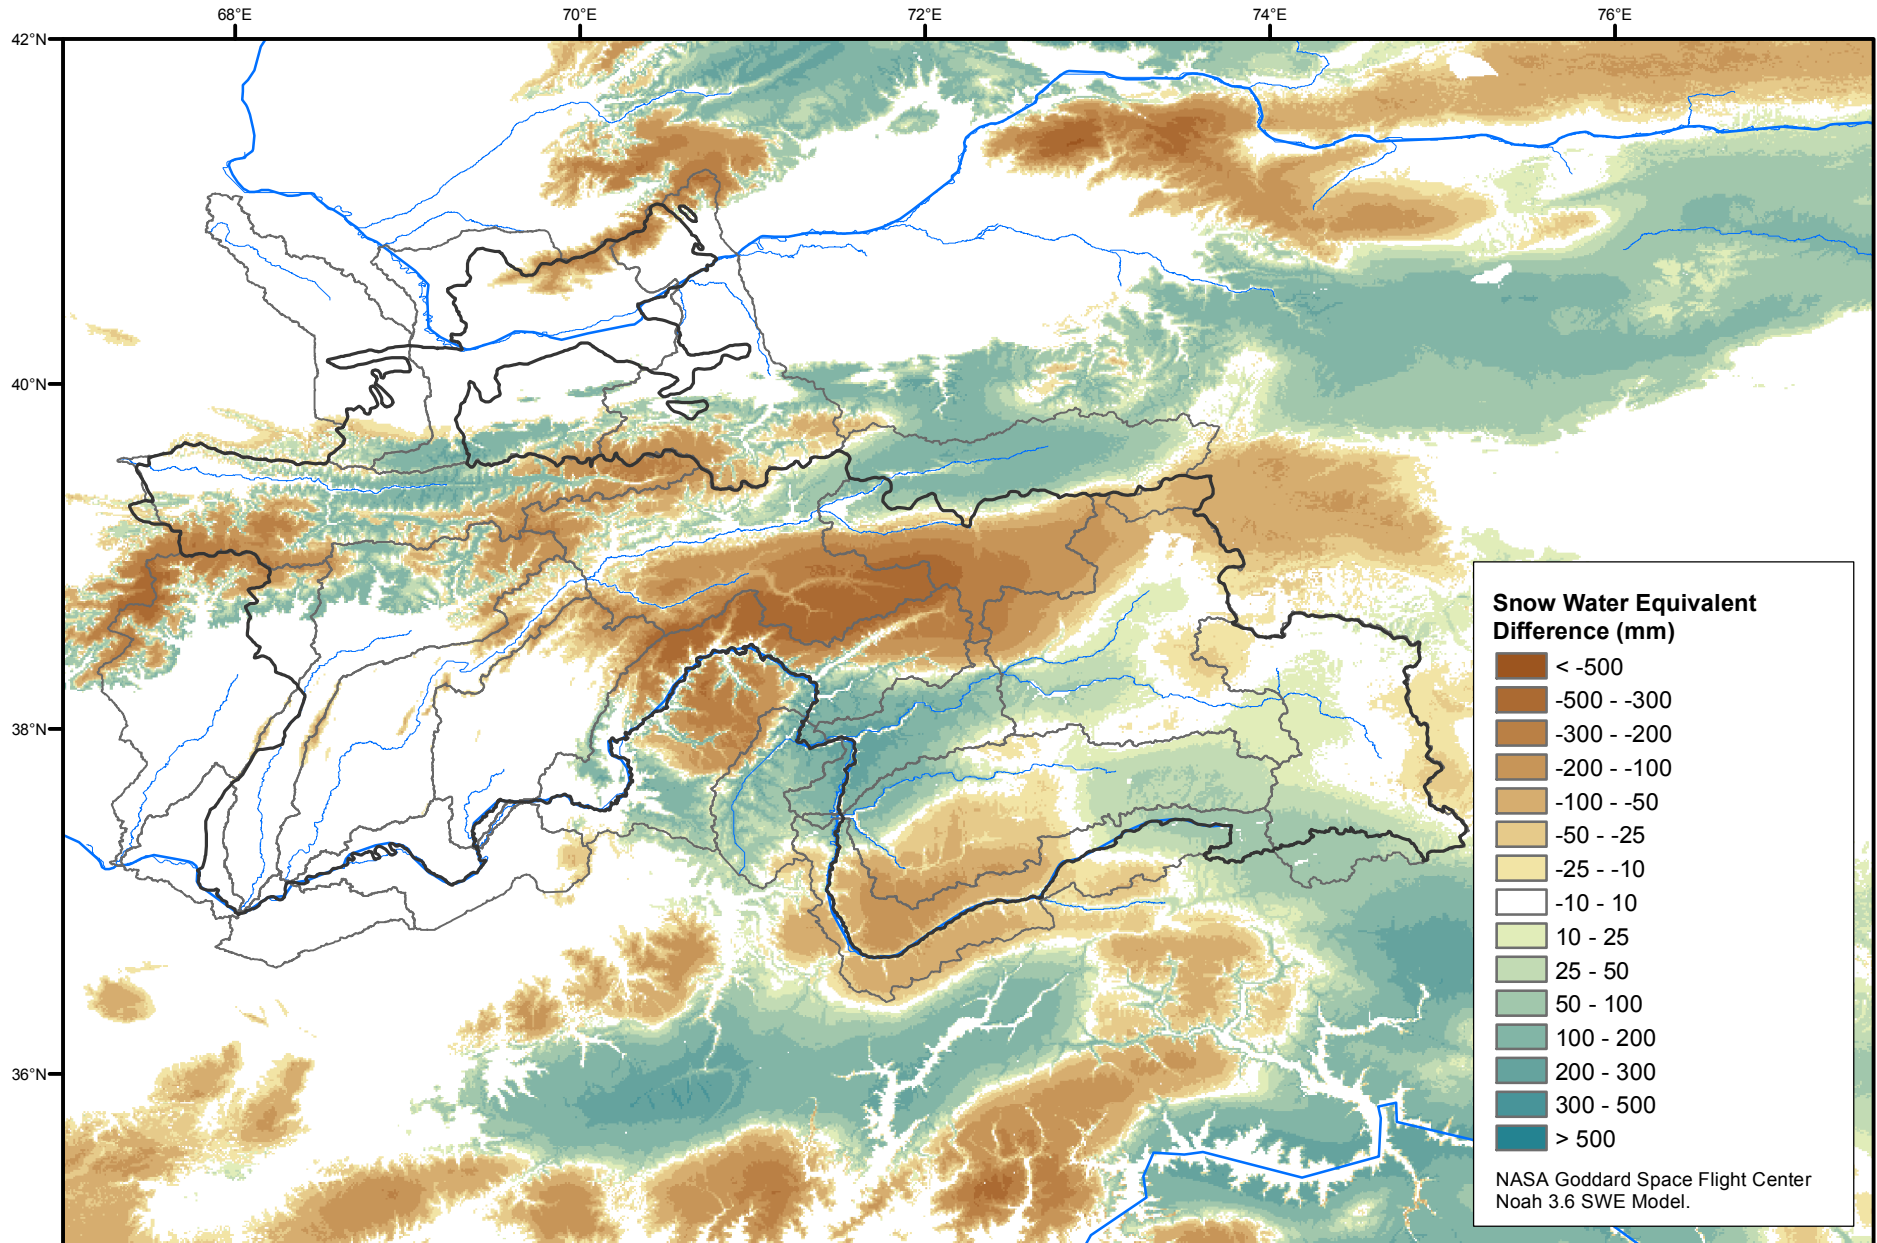 68°E
70°E
72°E
74°E
76°E
42°N
40°N
38°N
36°N
Snow Water Equivalent
Difference (mm)
< -500
-500 - -300
-300 - -200
-200 - -100
-100 - -50
-50 - -25
-25 - -10
-10 - 10
10 - 25
25 - 50
50 - 100
100 - 200
200 - 300
300 - 500
> 500
NASA Goddard Space Flight Center
Noah 3.6 SWE Model.